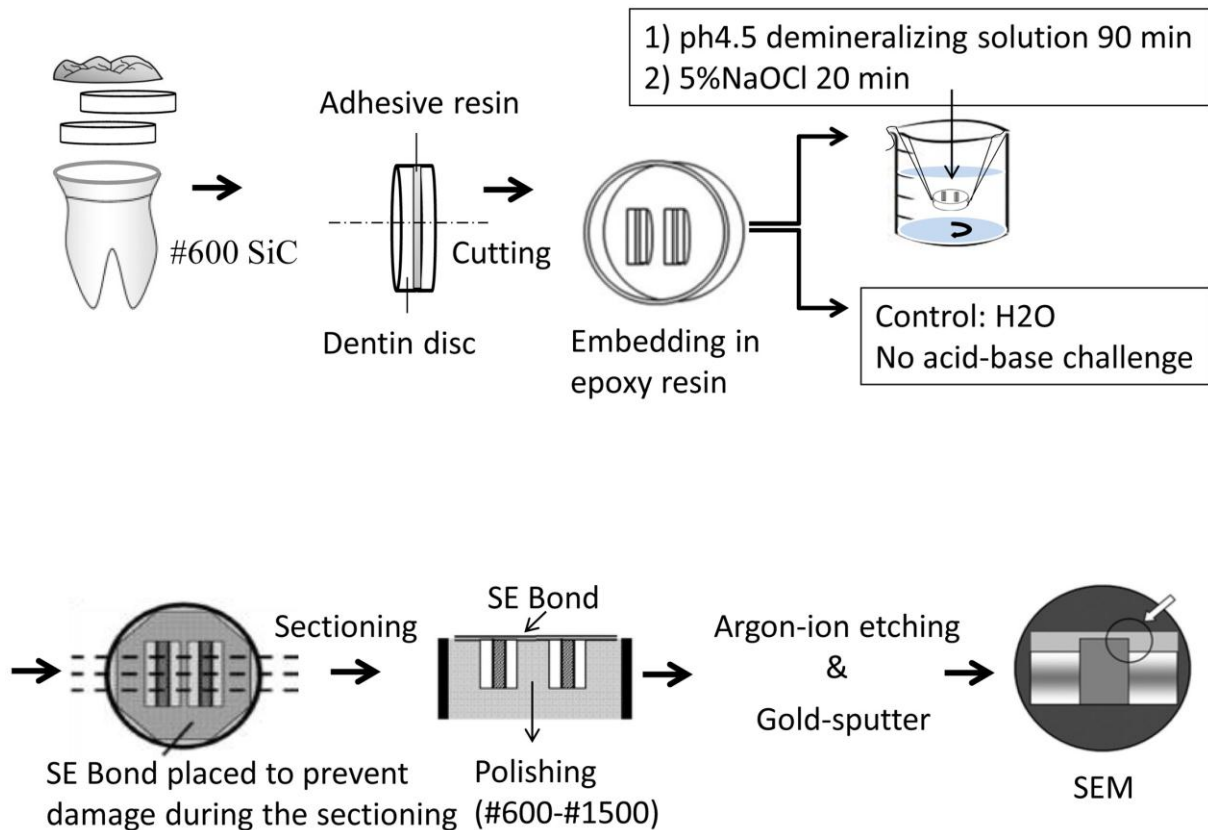 1) ph4.5 demineralizing solution 90 min
2) 5%NaOCl 20 min
Adhesive resin
#600 SiC
Cutting
Dentin disc
Embedding in
epoxy resin
Control: H2O
No acid-base challenge
Sectioning
SE Bond
Argon-ion etching
&
Gold-sputter
SE Bond placed to prevent
damage during the sectioning
Polishing
(#600-#1500)
SEM